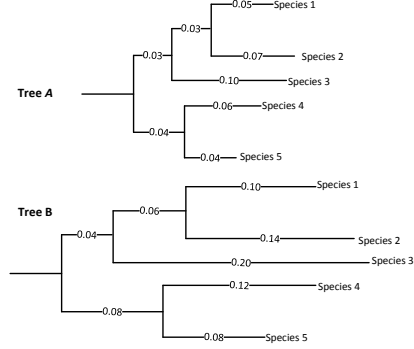 0.05 Species 1
0.03
0.03 0.07 Species 2
0.10 Species 3
Tree A
0.06 Species 4
0.04
0.04 Species 5
0.10 Species 1
Tree B
0.06
0.04 0.14 Species 2
0.20 Species 3
0.12 Species 4
0.08
0.08 Species 5